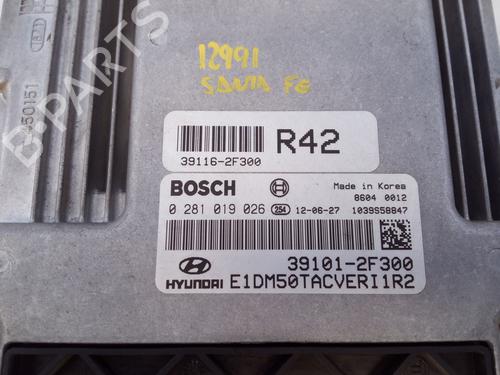 B-PARTS
12991
SANTA FE
R42
39116-2F300
BOSCH
Made in Korea
8604 0012
0 281 019 026 254 12-06-27 1039S58847
39101-2F300
HYUNDAI E1DM50TACVERI1R2